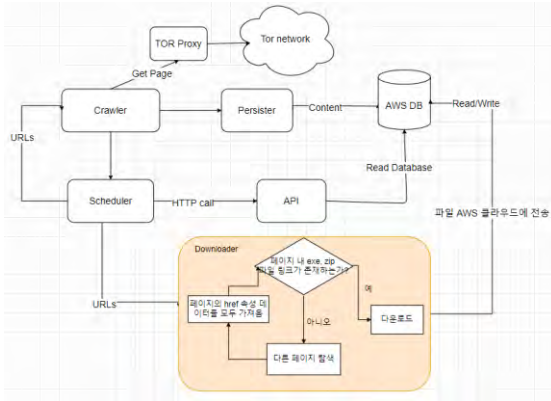 TOR Proxy
Tor network
Get Page
Crawler
Persister
Content
AWS DB
Read/Write
URLs
Read Database
Scheduler
HTTP call
API
파일 AWS 클라우드에 전송
Downloader
페이지 내 exe, zip
파일 링크가 존재하는가?
페이지의 href 속성 데
이터를 모두 가져옴
예
URLs
아니오
다운로드
다른 페이지 탐색